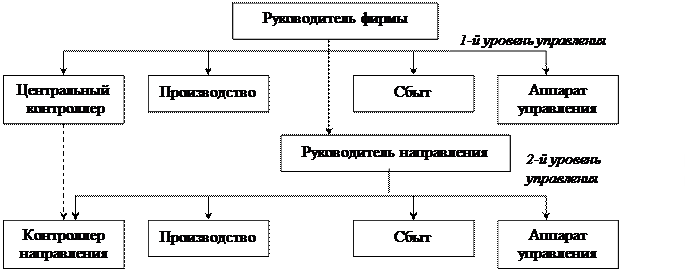 Руководитель фирмы
1-й уровень управления
Центральный
контроллер
Производство
Сбыт
Аппарат
управления
Руководитель направления
2-й уровень
управления
Контроллер
направления
Производство
Сбыт
Аппарат
управления